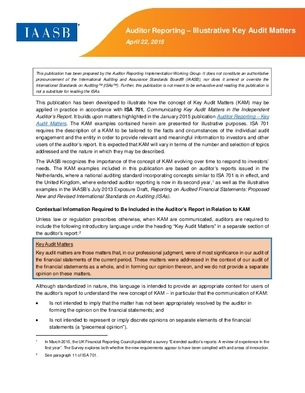 IAASB
Auditor Reporting – Illustrative Key Audit Matters
April 22, 2015
This publication has been prepared by the Auditor Reporting Implementation Working Group. It does not constitute an authoritative
pronouncement of the International Auditing and Assurance Standards Board® (IAASB), nor does it amend or override the
International Standards on Auditing™ (ISAs™). Further, this publication is not meant to be exhaustive and reading this publication is
not a substitute for reading the ISAs.
This publication has been developed to illustrate how the concept of Key Audit Matters (KAM) may be
applied in practice in accordance with ISA 701, Communicating Key Audit Matters in the Independent
Auditor's Report. It builds upon matters highlighted in the January 2015 publication Auditor Reporting – Key
Audit Matters. The KAM examples contained herein are presented for illustrative purposes. ISA 701
requires the description of a KAM to be tailored to the facts and circumstances of the individual audit
engagement and the entity in order to provide relevant and meaningful information to investors and other
users of the auditor's report. It is expected that KAM will vary in terms of the number and selection of topics
addressed and the nature in which they may be described.
The IAASB recognizes the importance of the concept of KAM evolving over time to respond to investors'
needs. The KAM examples included in this publication are based on auditor's reports issued in the
Netherlands, where a national auditing standard incorporating concepts similar to ISA 701 is in effect, and
the United Kingdom, where extended auditor reporting is now in its second year,¹ as well as the illustrative
examples in the IAASB's July 2013 Exposure Draft, Reporting on Audited Financial Statements: Proposed
New and Revised International Standards on Auditing (ISAs).
Contextual Information Required to Be Included in the Auditor's Report in Relation to KAM
Unless law or regulation prescribes otherwise, when KAM are communicated, auditors are required to
include the following introductory language under the heading "Key Audit Matters" in a separate section of
the auditor's report:²
Key Audit Matters
Key audit matters are those matters that, in our professional judgment, were of most significance in our audit of
the financial statements of the current period. These matters were addressed in the context of our audit of
the financial statements as a whole, and in forming our opinion thereon, and we do not provide a separate
opinion on these matters.
Although standardized in nature, this language is intended to provide an appropriate context for users of
the auditor's report to understand the new concept of KAM – in particular that the communication of KAM:
• Is not intended to imply that the matter has not been appropriately resolved by the auditor in
forming the opinion on the financial statements; and
• Is not intended to represent or imply discrete opinions on separate elements of the financial
statements (a "piecemeal opinion").
¹ In March 2015, the UK Financial Reporting Council published a survey "Extended auditor's reports: A review of experience in the
first year". The Survey explores both whether the new requirements appear to have been complied with and areas of innovation.
² See paragraph 11 of ISA 701.